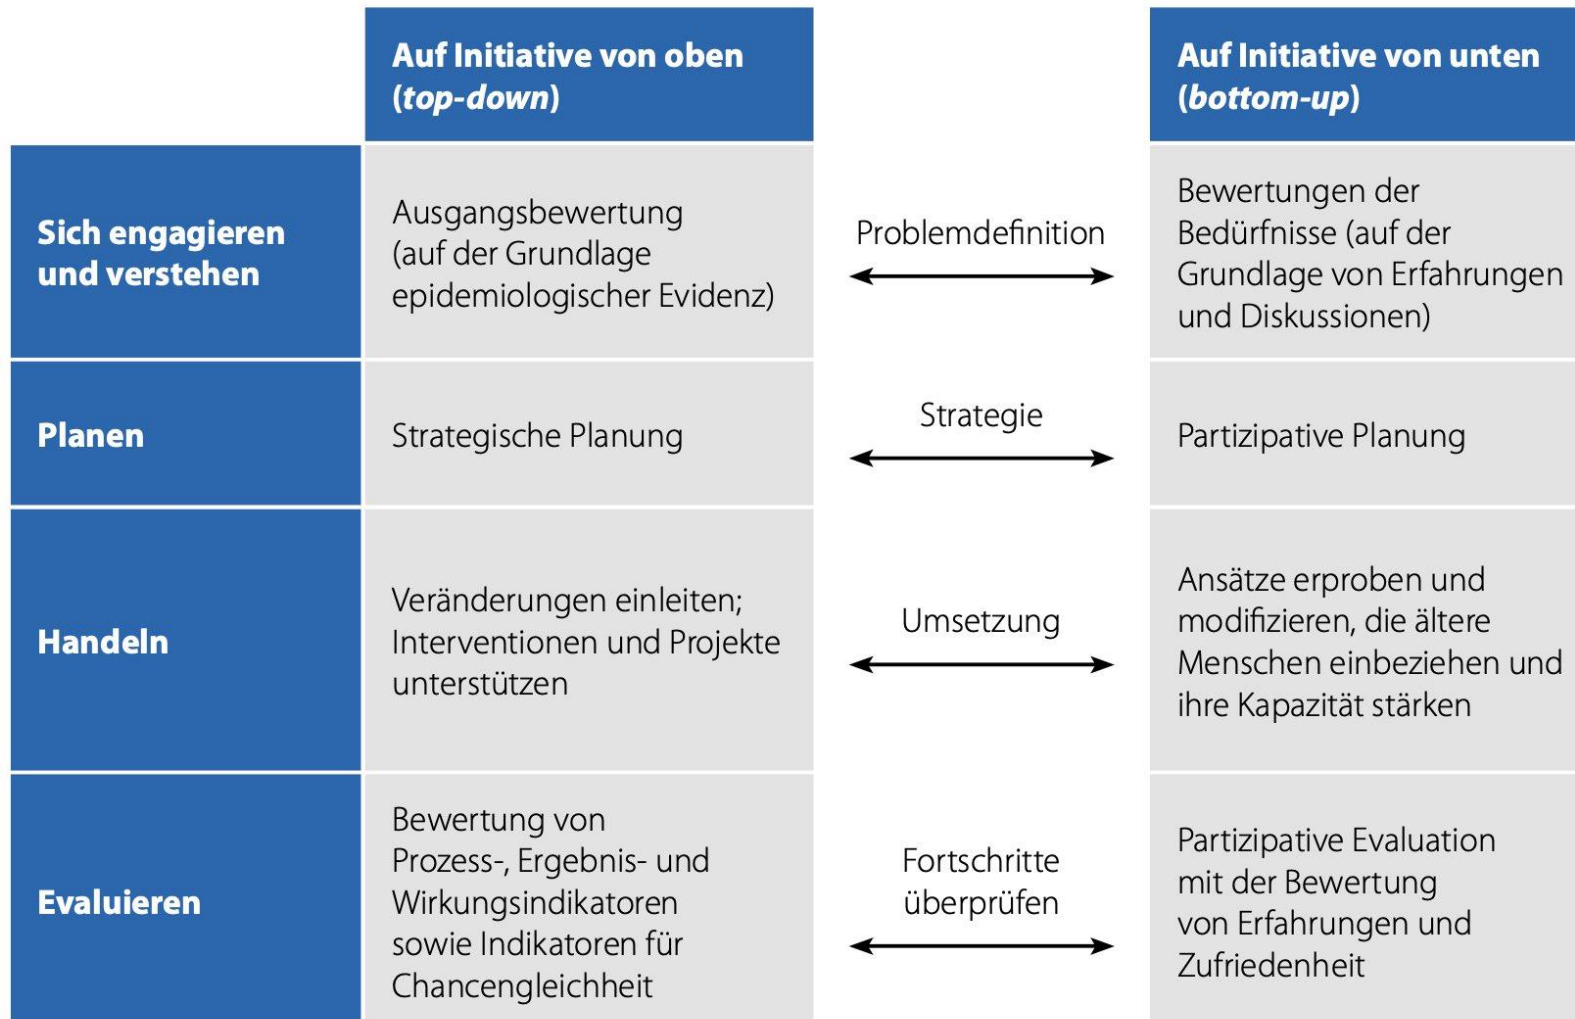 Auf Initiative von oben
(top-down)
Auf Initiative von unten
(bottom-up)
Sich engagieren
und verstehen
Ausgangsbewertung
(auf der Grundlage
epidemiologischer Evidenz)
Problemdefinition
Bewertungen der
Bedürfnisse (auf der
Grundlage von Erfahrungen
und Diskussionen)
Planen
Strategische Planung
Strategie
Partizipative Planung
Handeln
Veränderungen einleiten;
Interventionen und Projekte
unterstützen
Umsetzung
Ansätze erproben und
modifizieren, die ältere
Menschen einbeziehen und
ihre Kapazität stärken
Evaluieren
Bewertung von
Prozess-, Ergebnis- und
Wirkungsindikatoren
sowie Indikatoren für
Chancengleichheit
Fortschritte
überprüfen
Partizipative Evaluation
mit der Bewertung
von Erfahrungen und
Zufriedenheit